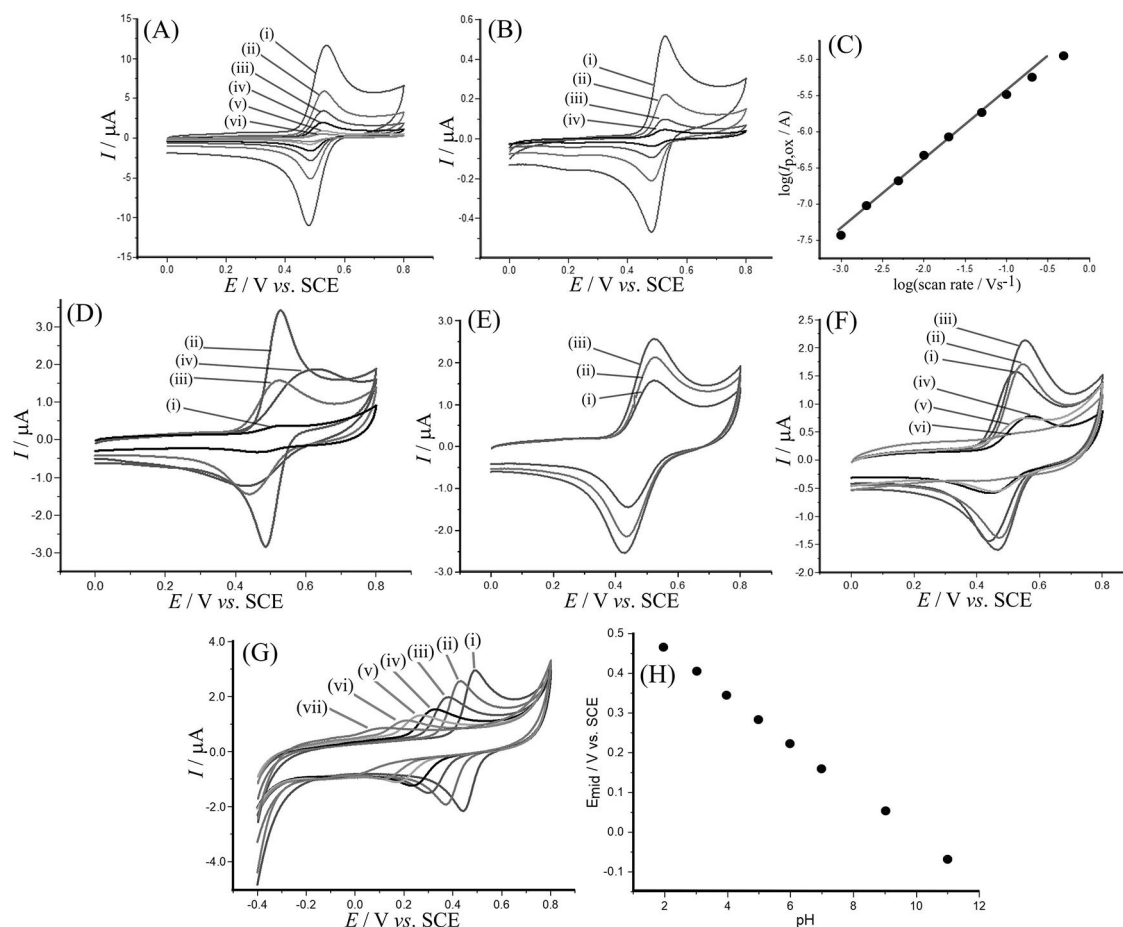 (A)
(i)
(ii)
(iii)
(iv)
(v)
(vi)
15
10
5
0
-5
-10
-15
I / μA
0.0 0.2 0.4 0.6 0.8
E / V vs. SCE
(B)
(i)
(ii)
(iii)
(iv)
0.6
0.4
0.2
0.0
-0.2
-0.4
I / μA
0.0 0.2 0.4 0.6 0.8
E / V vs. SCE
(C)
-5.0
-5.5
-6.0
-6.5
-7.0
-7.5
log(Ip,ox / A)
-3.0 -2.5 -2.0 -1.5 -1.0 -0.5 0.0
log(scan rate / Vs-1)
(D)
(ii)
(iv)
(iii)
(i)
3.0
2.0
1.0
0.0
-1.0
-2.0
-3.0
I / μA
0.0 0.2 0.4 0.6 0.8
E / V vs. SCE
(E)
(iii)
(ii)
(i)
3.0
2.0
1.0
0.0
1.0
2.0
3.0
I / μA
0.0 0.2 0.4 0.6 0.8
E / V vs. SCE
(F)
(iii)
(ii)
(i)
(iv)
(v)
(vi)
2.5
2.0
1.5
1.0
0.5
0.0
-0.5
-1.0
-1.5
-2.0
I / μA
0.0 0.2 0.4 0.6 0.8
E / V vs. SCE
(G)
(i)
(ii)
(iii)
(iv)
(v)
(vi)
(vii)
4.0
2.0
0.0
-2.0
-4.0
I / μA
-0.4 -0.2 0.0 0.2 0.4 0.6 0.8
E / V vs. SCE
(H)
0.5
0.4
0.3
0.2
0.1
0.0
-0.1
Emid / V vs. SCE
2 4 6 8 10 12
pH